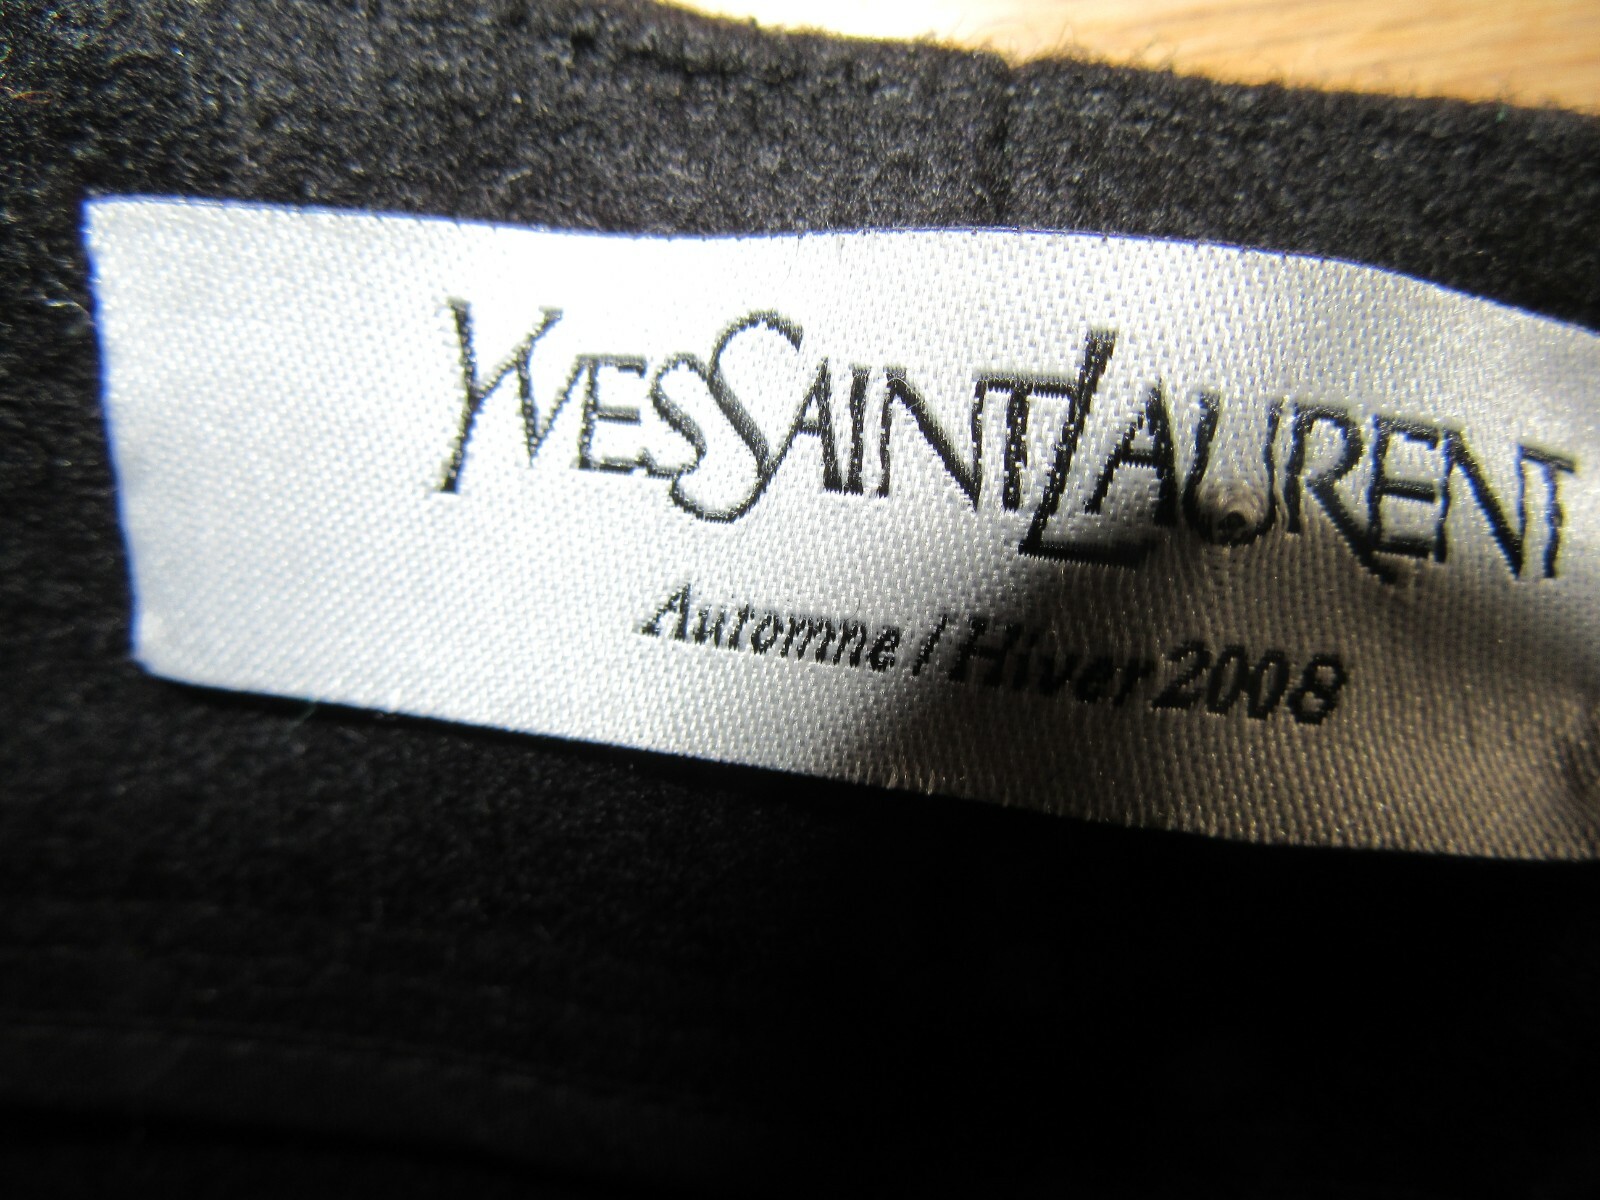 YVES SAINT LAURENT
Automne / Hiver 2008